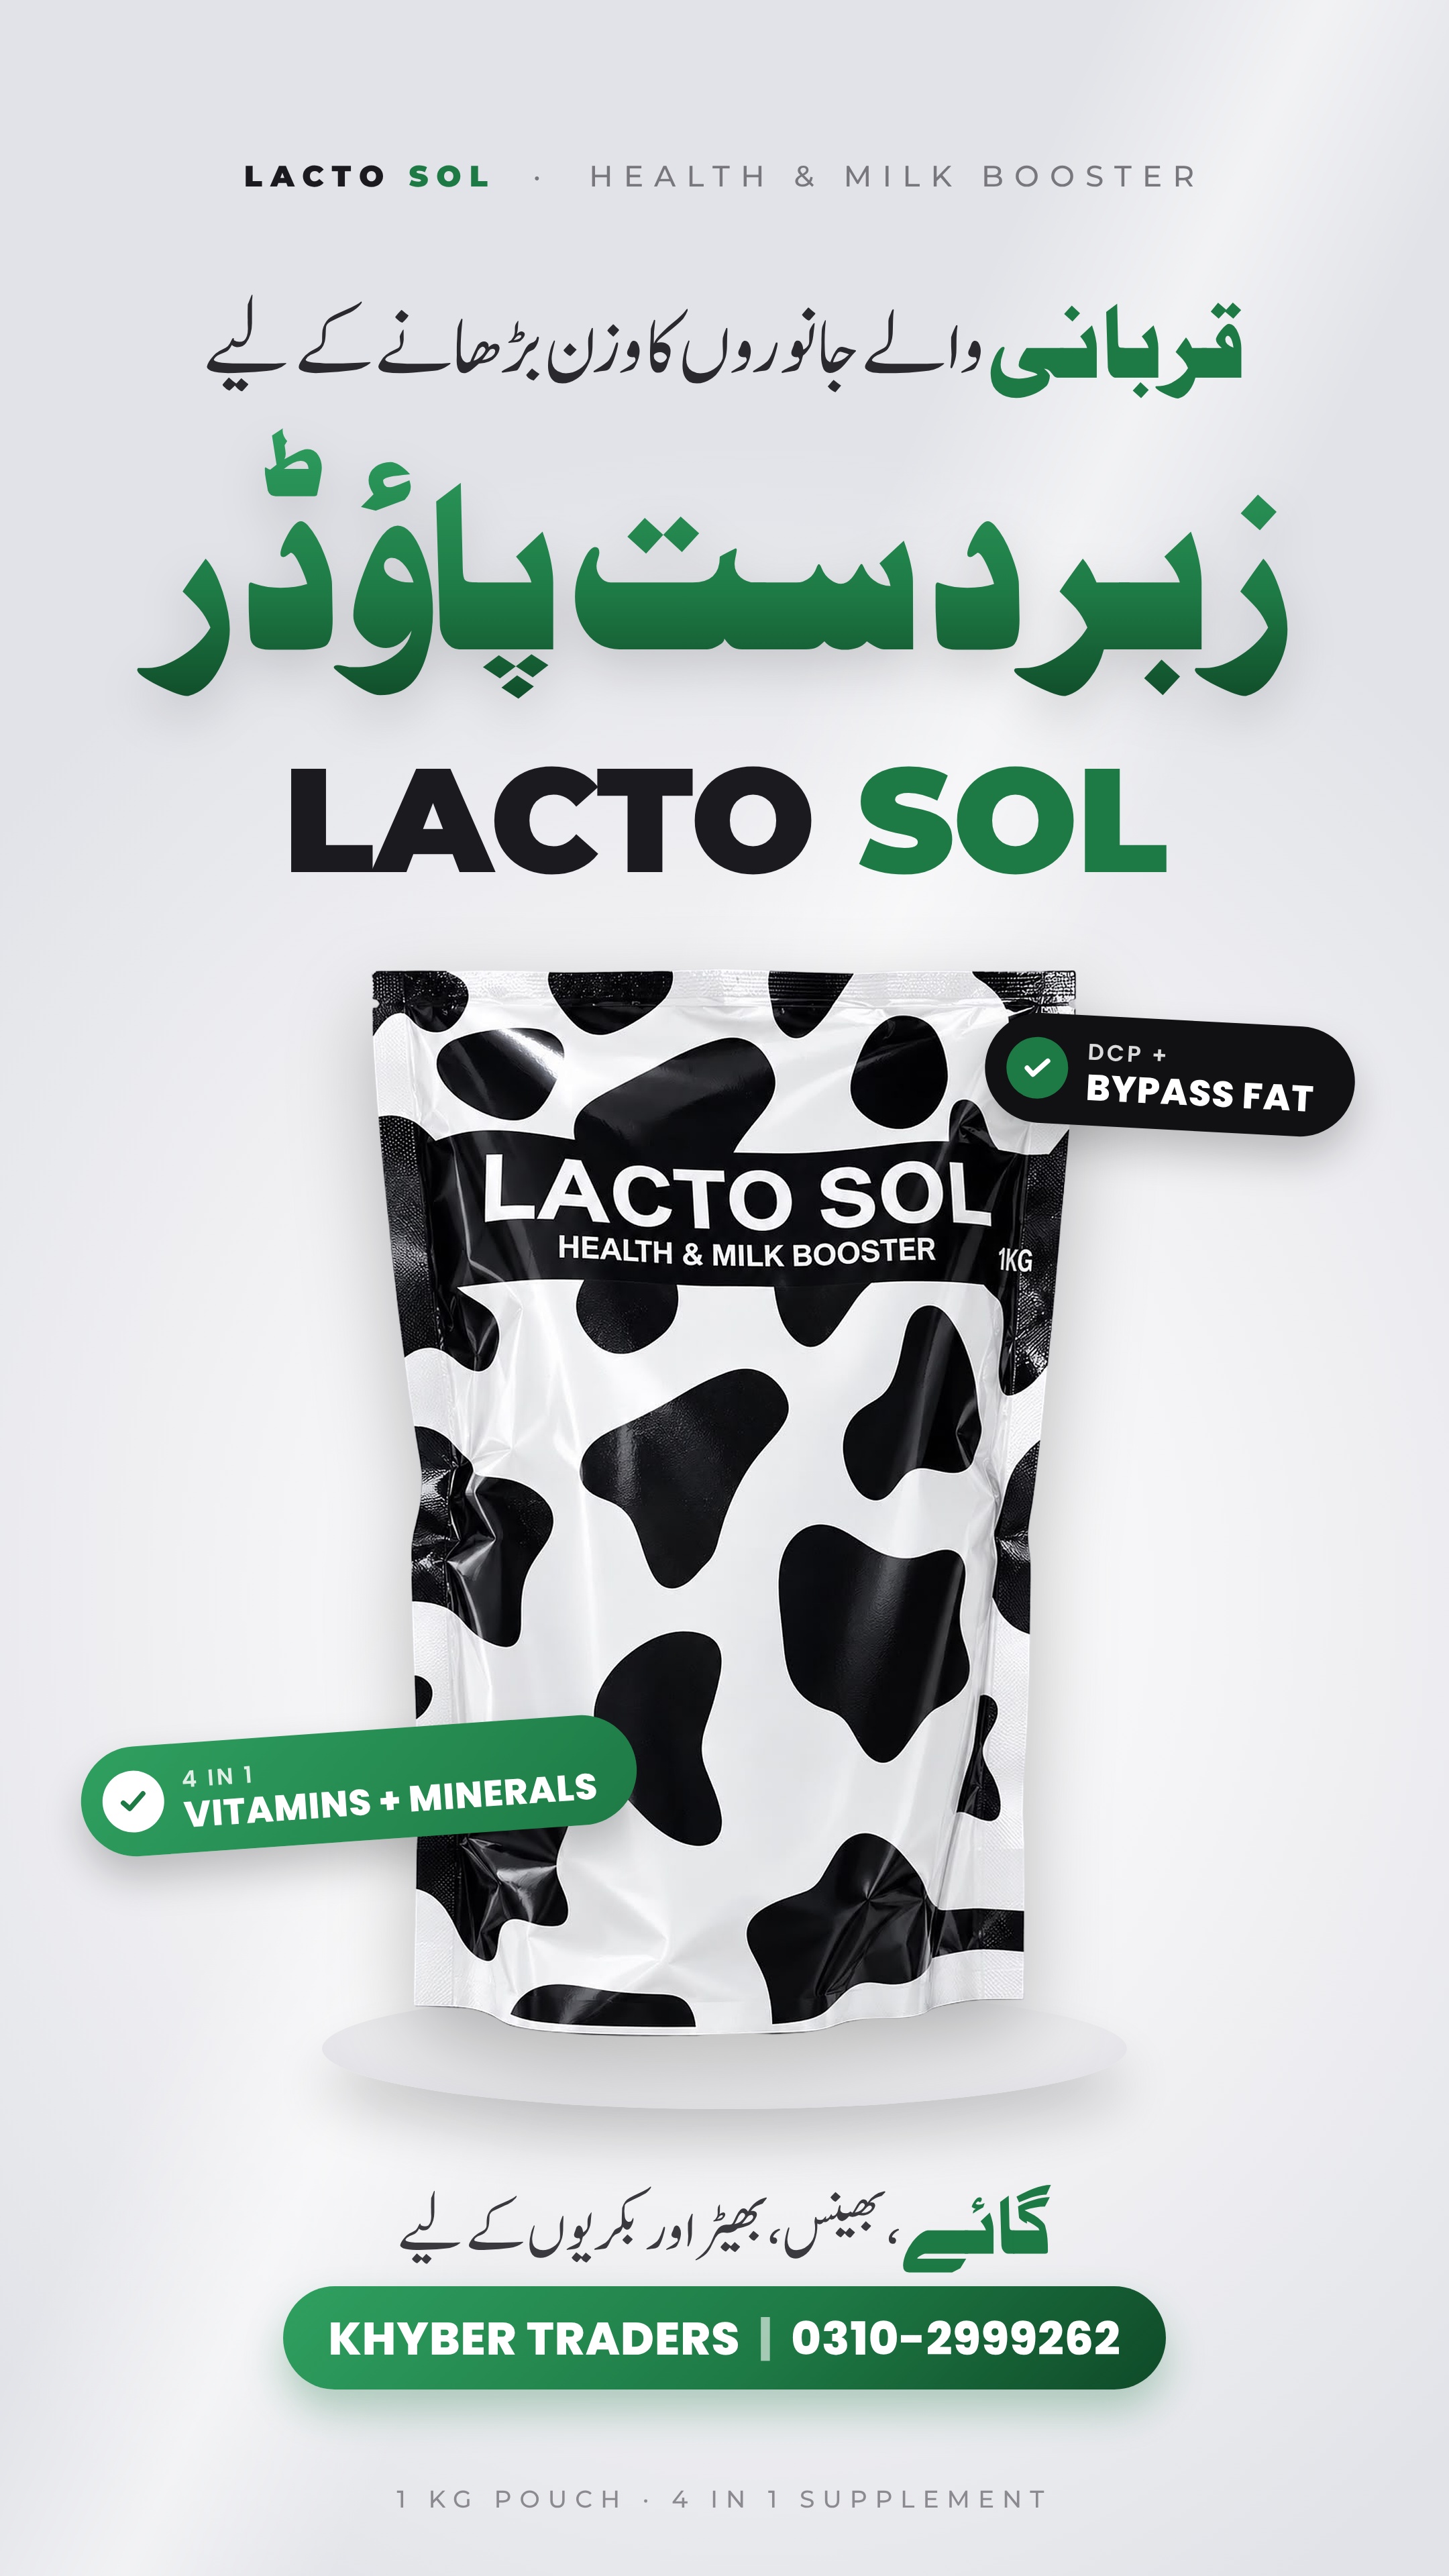 LACTO SOL · HEALTH & MILK BOOSTER
قربانی والے جانوروں کا وزن بڑھانے کے لیے
زبردست پاؤڈر
LACTO SOL
DCP +
BYPASS FAT
LACTO SOL
HEALTH & MILK BOOSTER
1KG
4 IN 1
VITAMINS + MINERALS
گائے، بھینس، بھیڑ اور بکریوں کے لیے
KHYBER TRADERS | 0310-2999262
1 KG POUCH · 4 IN 1 SUPPLEMENT